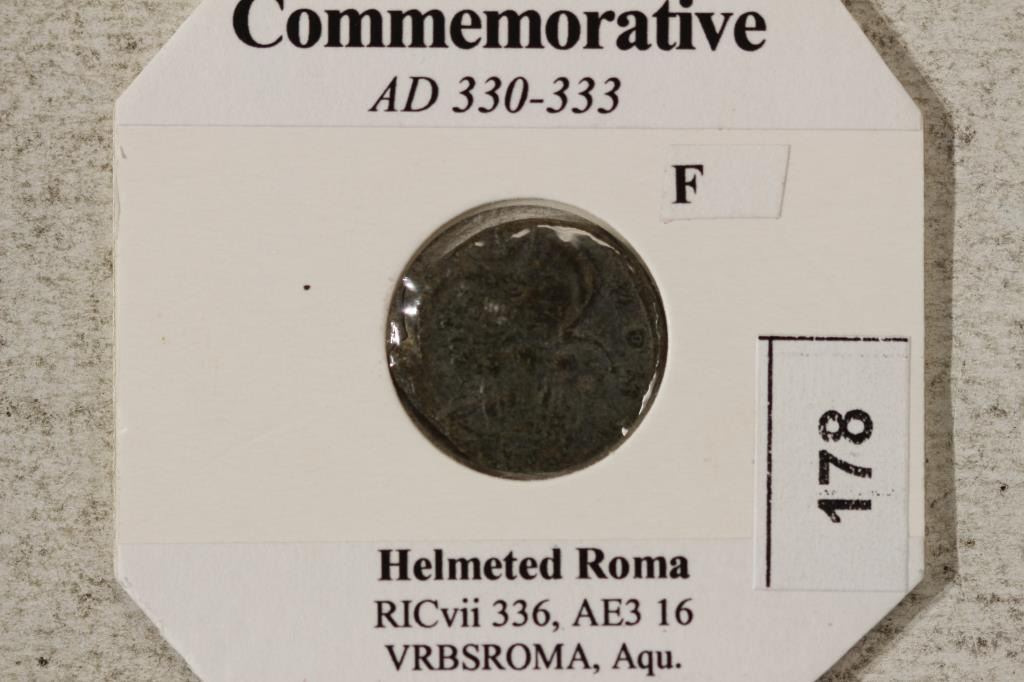 Commemorative
AD 330-333
F
178
Helmeted Roma
RICvii 336, AE3 16
VRBSROMA, Aqu.